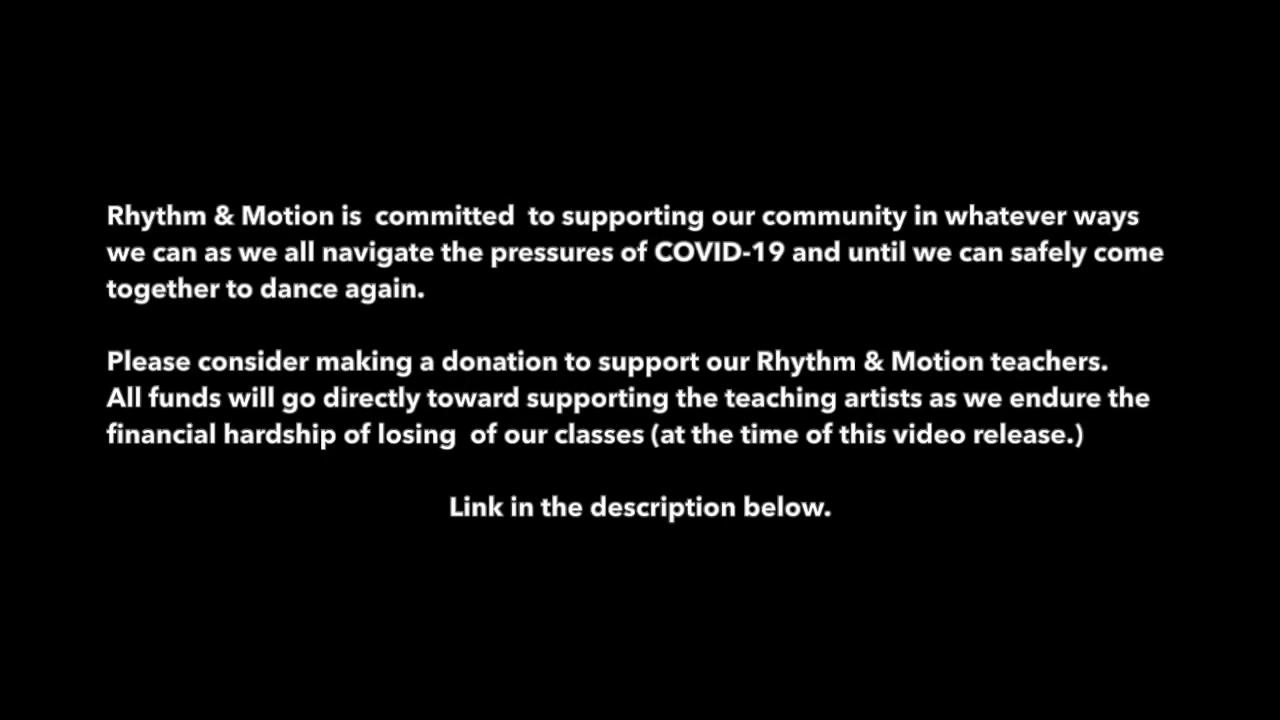 Rhythm & Motion is  committed  to supporting our community in whatever ways
we can as we all navigate the pressures of COVID-19 and until we can safely come
together to dance again.
Please consider making a donation to support our Rhythm & Motion teachers.
All funds will go directly toward supporting the teaching artists as we endure the
financial hardship of losing  of our classes (at the time of this video release.)
Link in the description below.